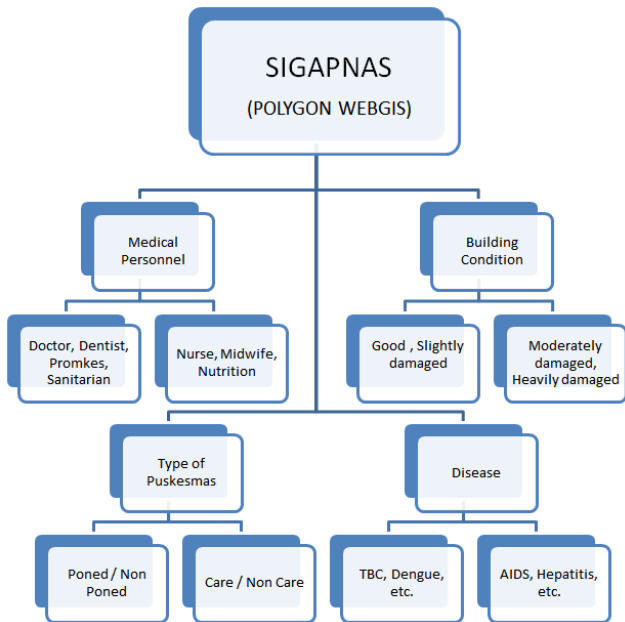 SIGAPNAS
(POLYGON WEBGIS)
Medical
Personnel
Building
Condition
Doctor, Dentist,
Promkes,
Sanitarian
Nurse, Midwife,
Nutrition
Good , Slightly
damaged
Moderately
damaged,
Heavily damaged
Type of
Puskesmas
Disease
Poned / Non
Poned
Care / Non Care
TBC, Dengue,
etc.
AIDS, Hepatitis,
etc.